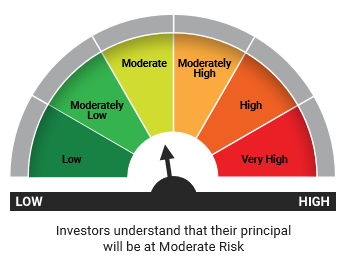 Moderate
Moderately
High
Moderately
Low
High
Low
Very High
LOW
HIGH
Investors understand that their principal
will be at Moderate Risk